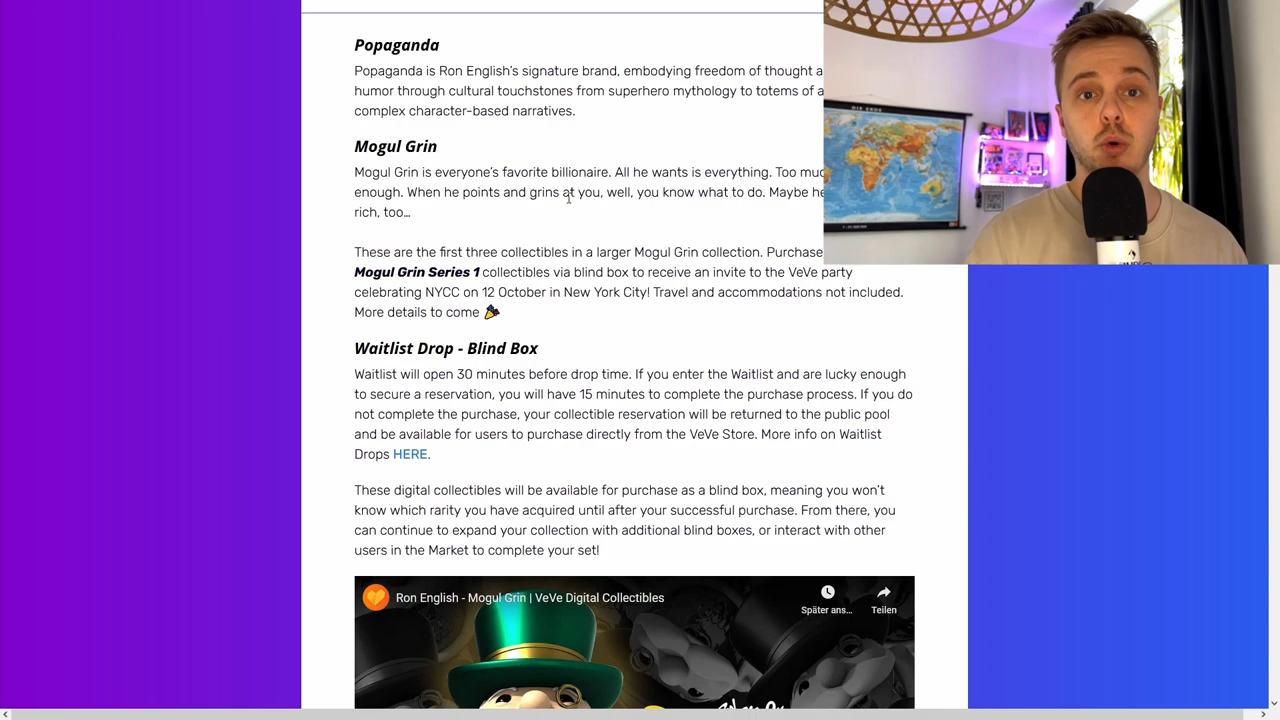 Popaganda
Popaganda is Ron English's signature brand, embodying freedom of thought a
humor through cultural touchstones from superhero mythology to totems of a
complex character-based narratives.
Mogul Grin
Mogul Grin is everyone's favorite billionaire. All he wants is everything. Too muc
enough. When he points and grins at you, well, you know what to do. Maybe he
rich, too…
These are the first three collectibles in a larger Mogul Grin collection. Purchase
Mogul Grin Series 1 collectibles via blind box to receive an invite to the VeVe party
celebrating NYCC on 12 October in New York City! Travel and accommodations not included.
More details to come
Waitlist Drop - Blind Box
Waitlist will open 30 minutes before drop time. If you enter the Waitlist and are lucky enough
to secure a reservation, you will have 15 minutes to complete the purchase process. If you do
not complete the purchase, your collectible reservation will be returned to the public pool
and be available for users to purchase directly from the VeVe Store. More info on Waitlist
Drops HERE.
These digital collectibles will be available for purchase as a blind box, meaning you won't
know which rarity you have acquired until after your successful purchase. From there, you
can continue to expand your collection with additional blind boxes, or interact with other
users in the Market to complete your set!
Ron English - Mogul Grin | VeVe Digital Collectibles
Später ans...
Teilen